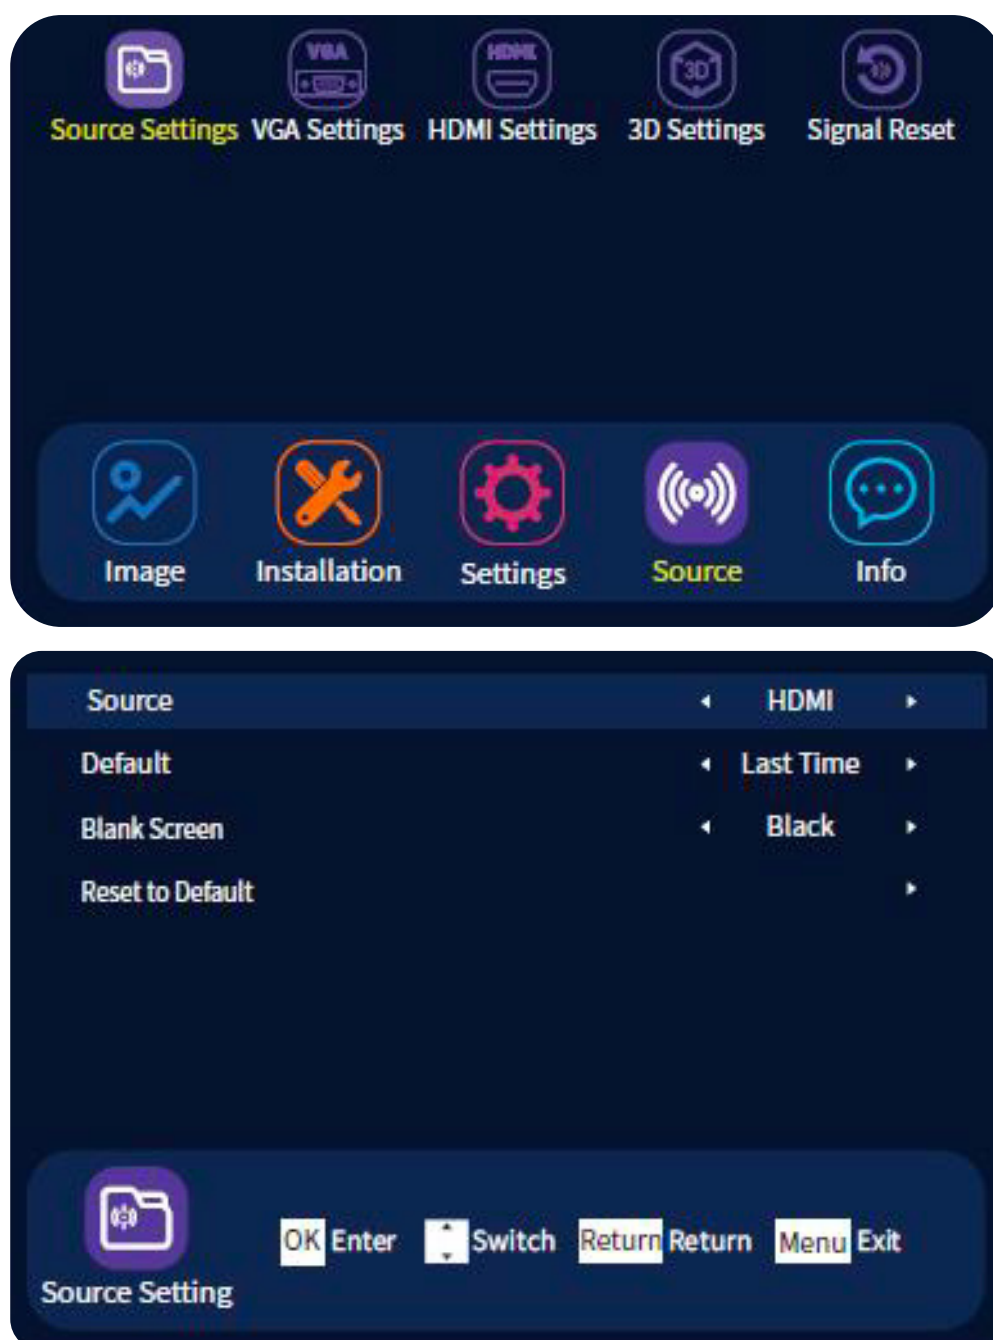 VGA HDMI 3D
Source Settings VGA Settings HDMI Settings 3D Settings Signal Reset
Image Installation Settings Source Info
Source HDMI
Default Last Time
Blank Screen Black
Reset to Default
OK Enter Switch Return Return Menu Exit
Source Setting